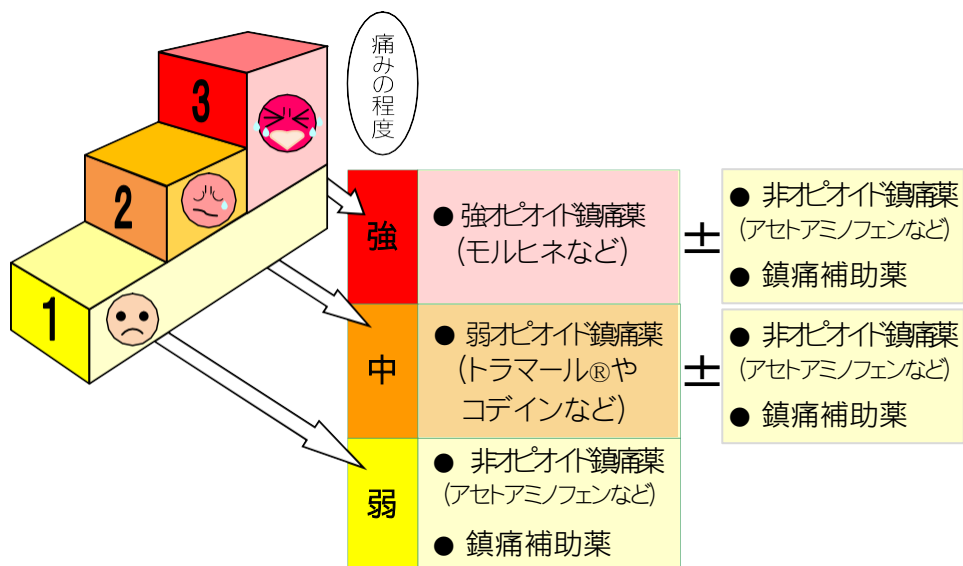 痛みの程度
3
2
1
強
● 強オピオイド鎮痛薬
(モルヒネなど)
±
● 非オピオイド鎮痛薬
(アセトアミノフェンなど)
● 鎮痛補助薬
中
● 弱オピオイド鎮痛薬
(トラマール®や
コデインなど)
±
● 非オピオイド鎮痛薬
(アセトアミノフェンなど)
● 鎮痛補助薬
弱
● 非オピオイド鎮痛薬
(アセトアミノフェンなど)
● 鎮痛補助薬